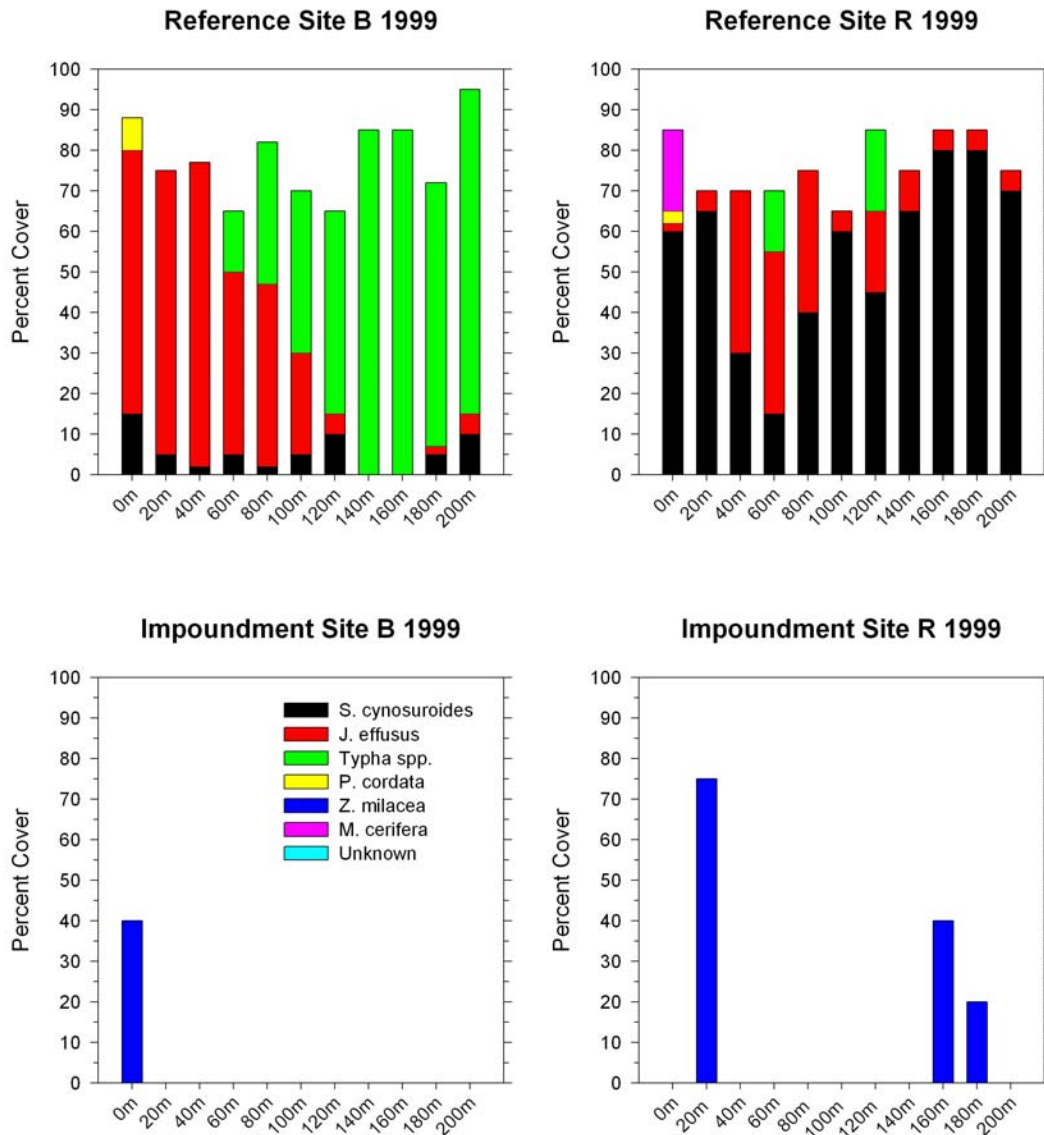 Reference Site B 1999
Reference Site R 1999
Percent Cover
100
90
80
70
60
50
40
30
20
10
0
0m 20m 40m 60m 80m 100m 120m 140m 160m 180m 200m
Percent Cover
100
90
80
70
60
50
40
30
20
10
0
0m 20m 40m 60m 80m 100m 120m 140m 160m 180m 200m
Impoundment Site B 1999
Impoundment Site R 1999
Percent Cover
100
90
80
70
60
50
40
30
20
10
0
S. cynosuroides
J. effusus
Typha spp.
P. cordata
Z. milacea
M. cerifera
Unknown
0m 20m 40m 60m 80m 100m 120m 140m 160m 180m 200m
Percent Cover
100
90
80
70
60
50
40
30
20
10
0
0m 20m 40m 60m 80m 100m 120m 140m 160m 180m 200m